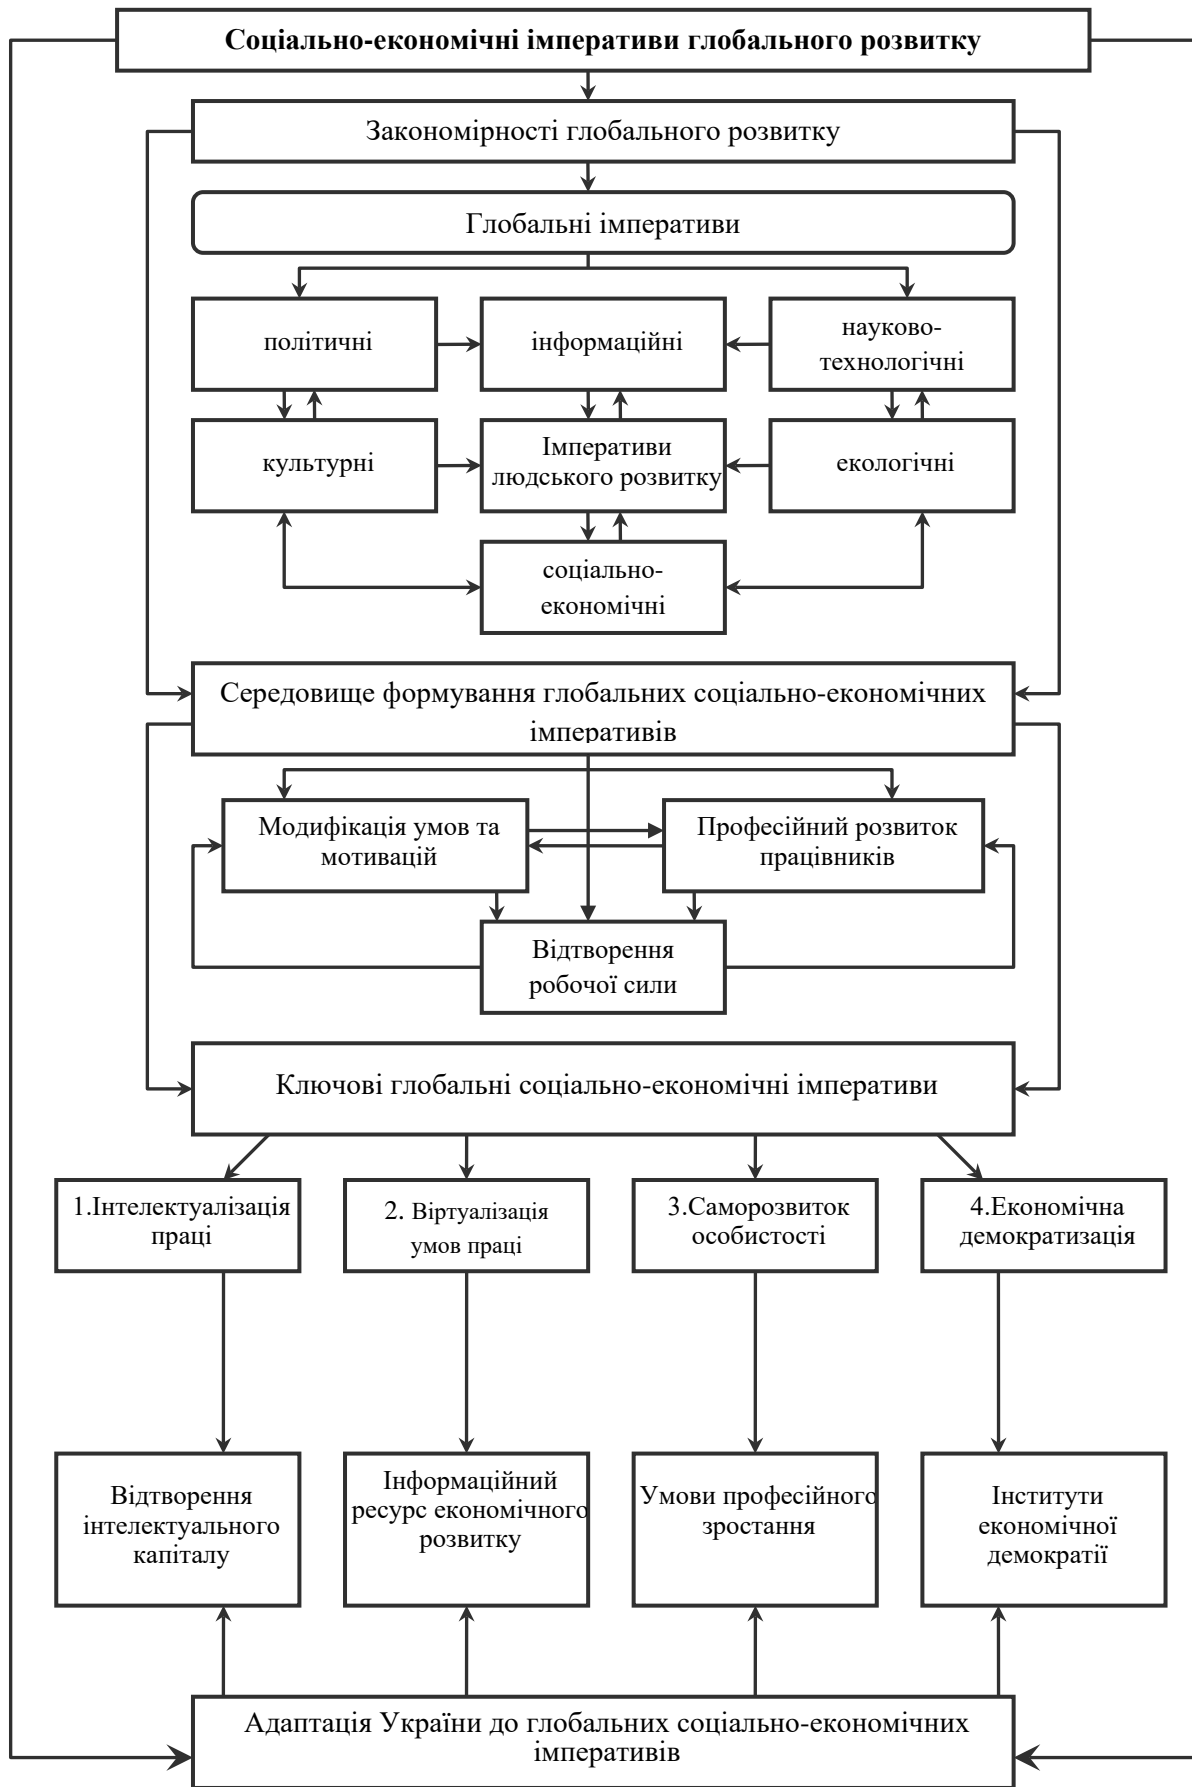 Соціально-економічні імперативи глобального розвитку
Закономірності глобального розвитку
Глобальні імперативи
політичні
інформаційні
науково-
технологічні
культурні
Імперативи
людського розвитку
екологічні
соціально-
економічні
Середовище формування глобальних соціально-економічних
імперативів
Модифікація умов та
мотивацій
Професійний розвиток
працівників
Відтворення
робочої сили
Ключові глобальні соціально-економічні імперативи
1.Інтелектуалізація
праці
2. Віртуалізація
умов праці
3.Саморозвиток
особистості
4.Економічна
демократизація
Відтворення
інтелектуального
капіталу
Інформаційний
ресурс економічного
розвитку
Умови професійного
зростання
Інститути
економічної
демократії
Адаптація України до глобальних соціально-економічних
імперативів